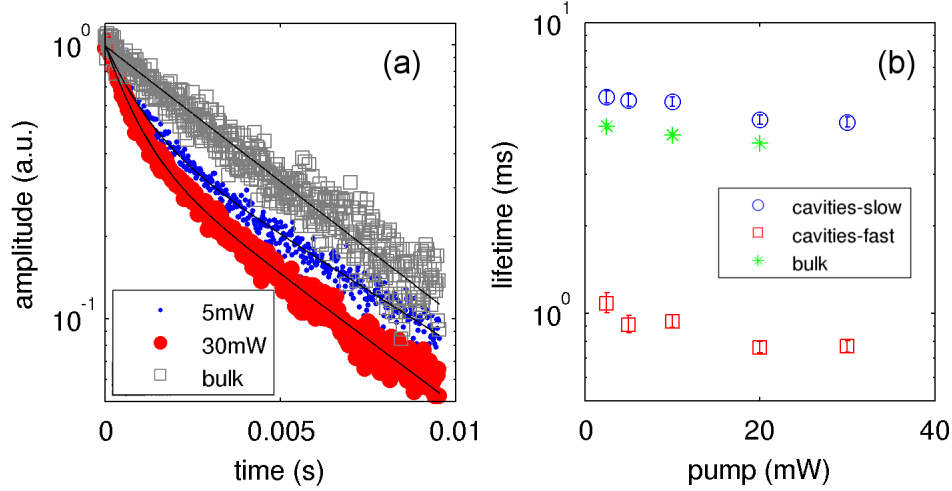 (a)
10^0
10^-1
amplitude (a.u.)
5mW
30mW
bulk
0
0.005
0.01
time (s)
(b)
10^1
10^0
lifetime (ms)
cavities-slow
cavities-fast
bulk
0
20
40
pump (mW)